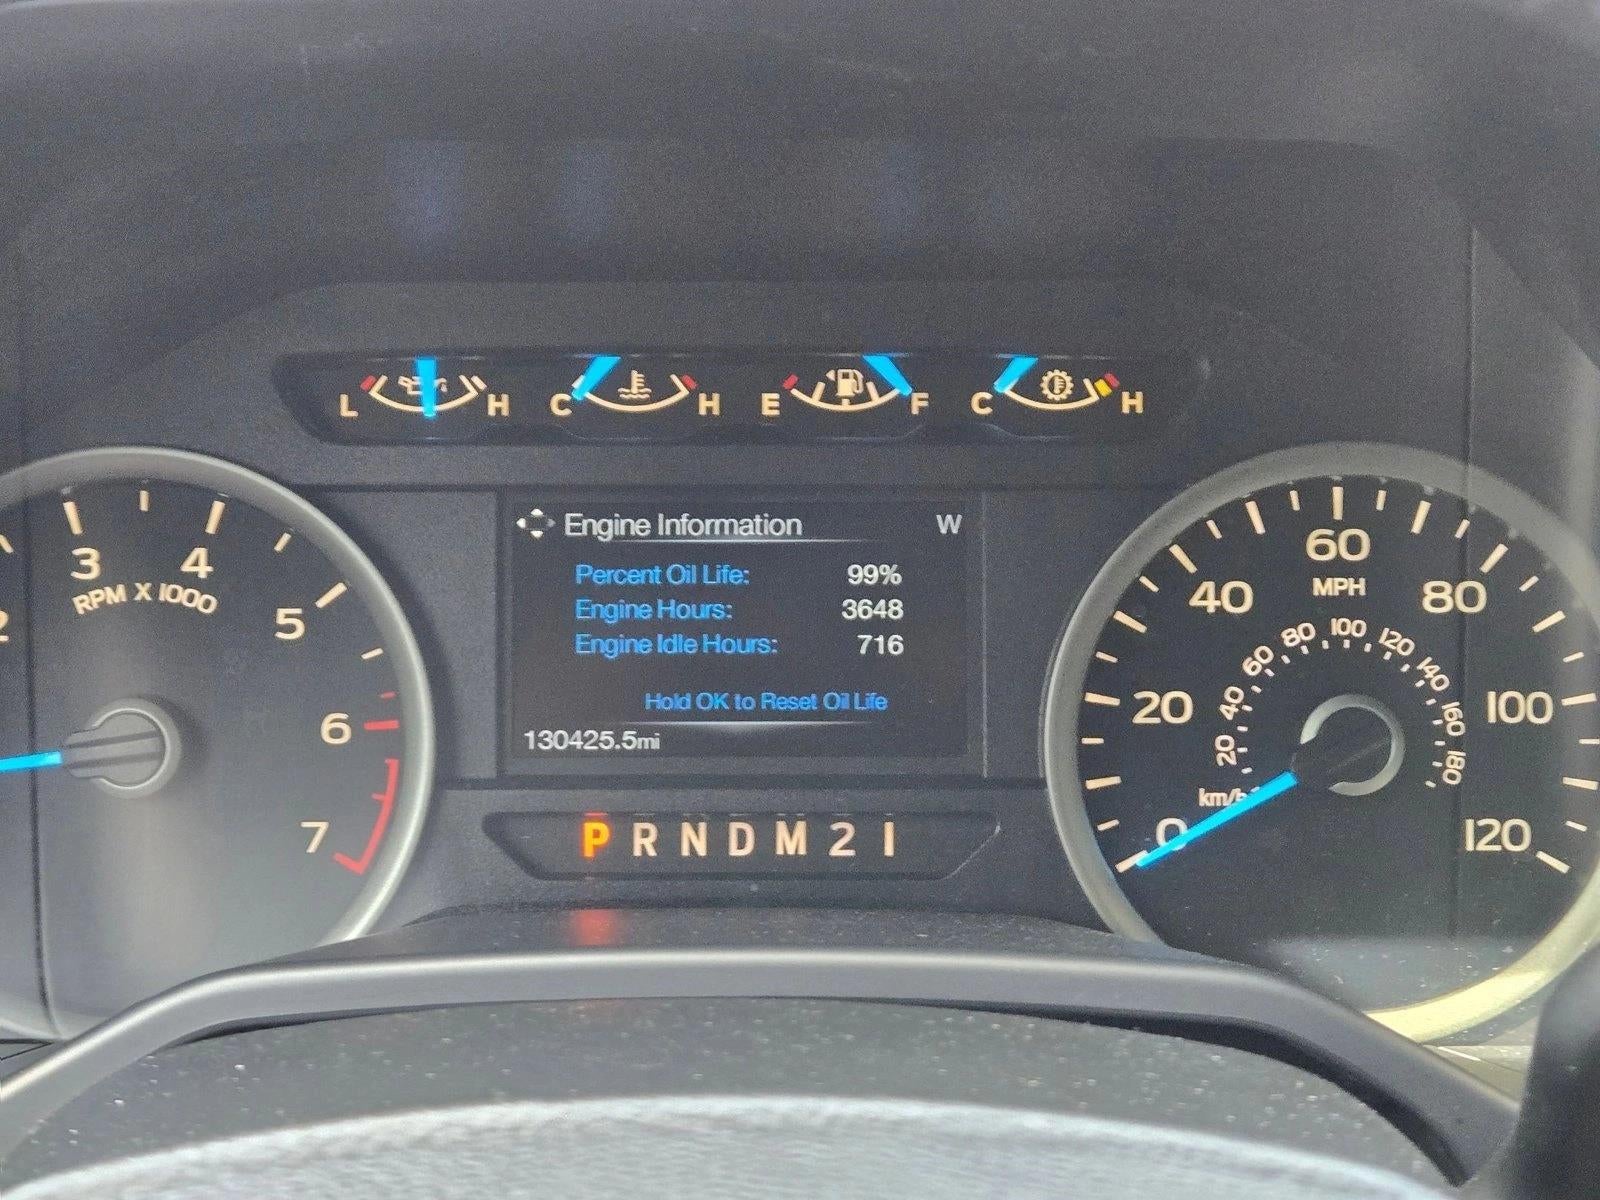 L H C H E F C H
Engine Information W
Percent Oil Life: 99%
Engine Hours: 3648
Engine Idle Hours: 716
Hold OK to Reset Oil Life
130425.5mi
P R N D M 2 1
2 3 4 5 6 7
RPM X 1000
0 20 40 60 80 100 120
MPH
20 40 60 80 100 120 140 160 180
km/h